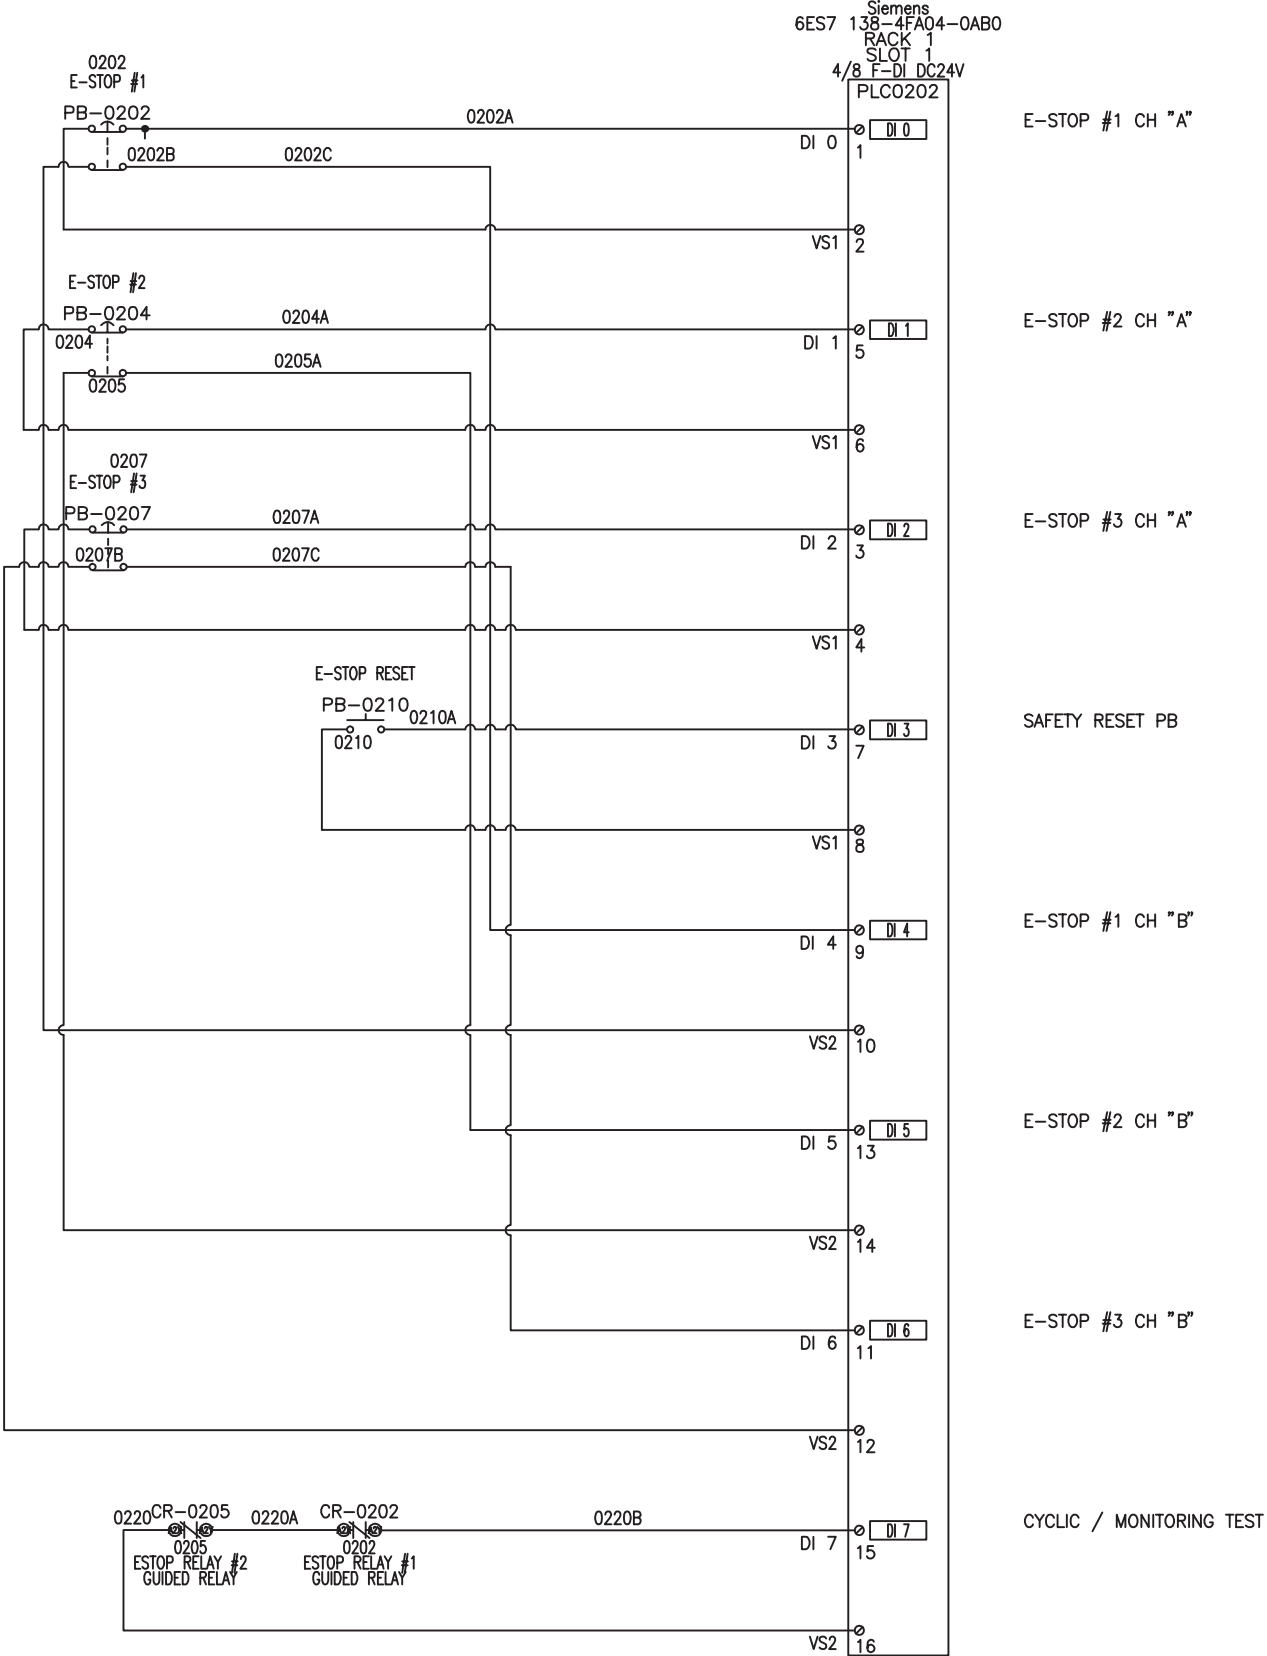 Siemens
6ES7 138-4FA04-0AB0
RACK 1
SLOT 1
4/8 F-DI DC24V
PLC0202
0202
E-STOP #1
PB-0202
0202A
DI 0
1
DI 0
E-STOP #1 CH "A"
0202B
0202C
VS1
2
E-STOP #2
PB-0204
0204
0204A
DI 1
5
DI 1
E-STOP #2 CH "A"
0205A
0205
VS1
6
0207
E-STOP #3
PB-0207
0207A
DI 2
3
DI 2
E-STOP #3 CH "A"
0207B
0207C
VS1
4
E-STOP RESET
PB-0210
0210A
0210
DI 3
7
DI 3
SAFETY RESET PB
VS1
8
DI 4
9
DI 4
E-STOP #1 CH "B"
VS2
10
DI 5
13
DI 5
E-STOP #2 CH "B"
VS2
14
DI 6
11
DI 6
E-STOP #3 CH "B"
VS2
12
0220
CR-0205
0220A
CR-0202
0220B
DI 7
15
DI 7
CYCLIC / MONITORING TEST
0205
ESTOP RELAY #2
GUIDED RELAY
0202
ESTOP RELAY #1
GUIDED RELAY
VS2
16